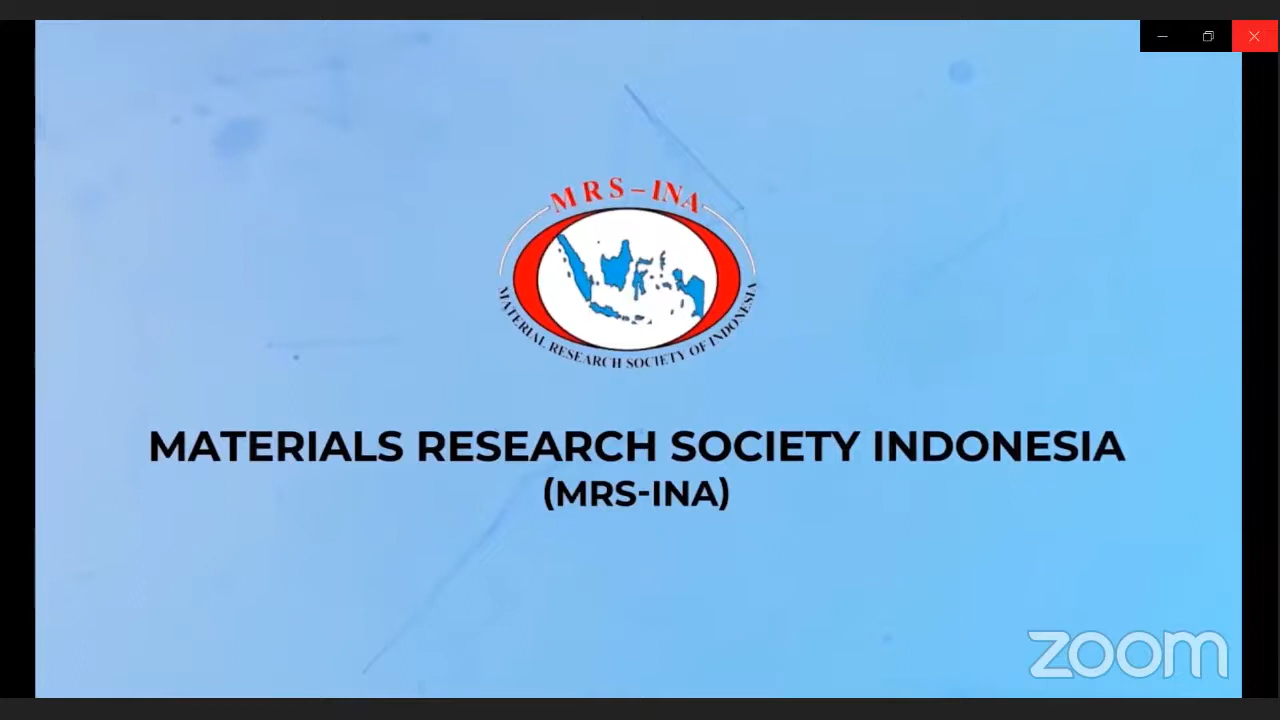 MRS-INA
MATERIAL RESEARCH SOCIETY OF INDONESIA
MATERIALS RESEARCH SOCIETY INDONESIA
(MRS-INA)
zoom